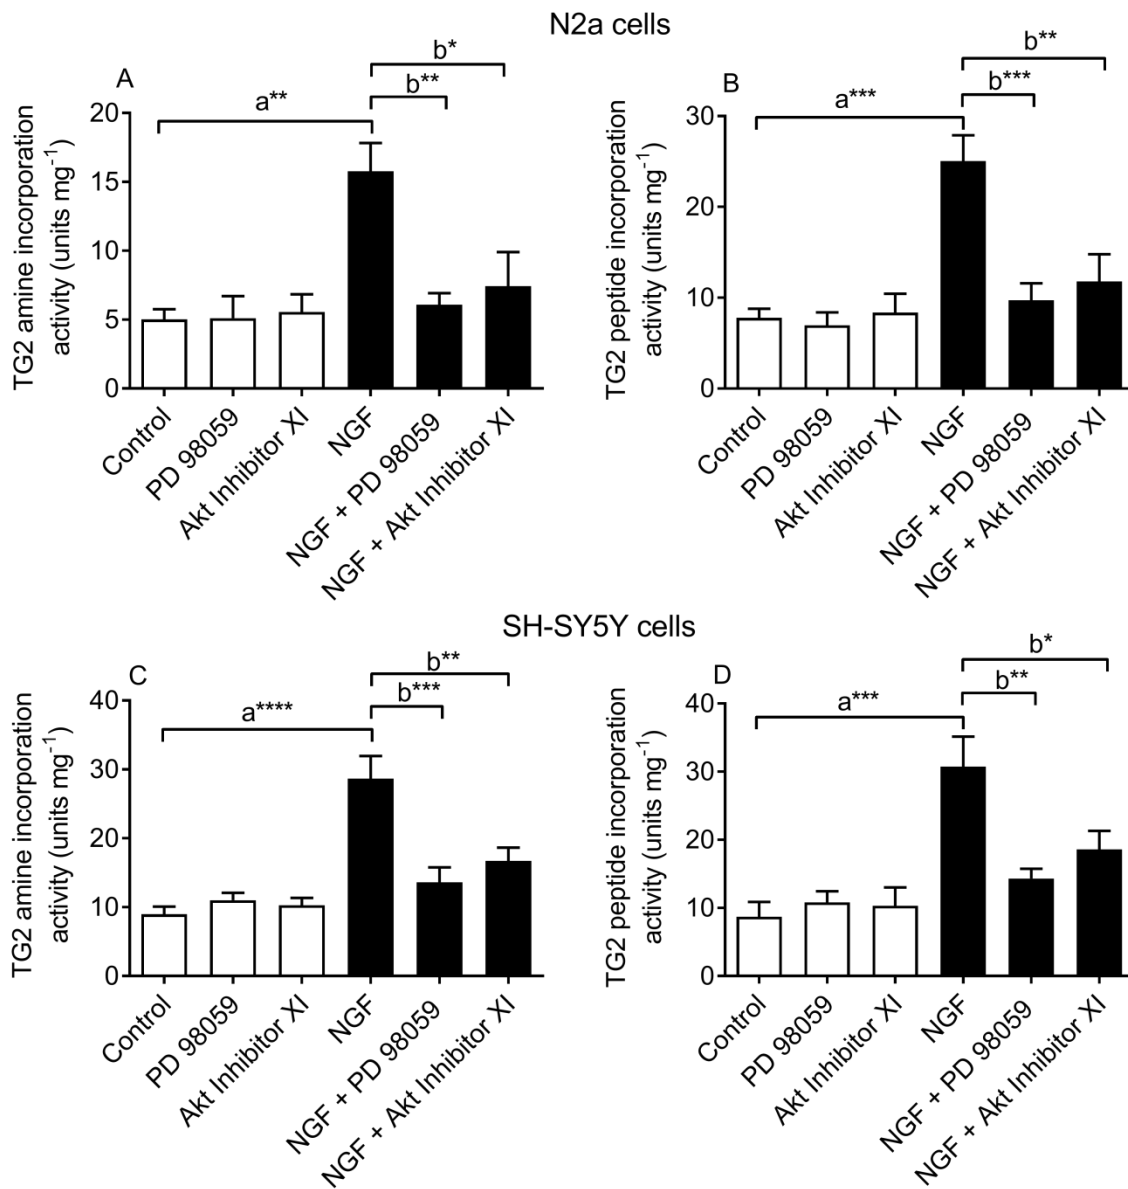 N2a cells
A
b*
b**
a**
TG2 amine incorporation
activity (units mg-1)
20
15
10
5
0
Control
PD 98059
Akt Inhibitor XI
NGF
NGF + PD 98059
NGF + Akt Inhibitor XI
B
b**
b***
a***
TG2 peptide incorporation
activity (units mg-1)
30
20
10
0
Control
PD 98059
Akt Inhibitor XI
NGF
NGF + PD 98059
NGF + Akt Inhibitor XI
SH-SY5Y cells
C
b**
b***
a****
TG2 amine incorporation
activity (units mg-1)
40
30
20
10
0
Control
PD 98059
Akt Inhibitor XI
NGF
NGF + PD 98059
NGF + Akt Inhibitor XI
D
b*
b**
a***
TG2 peptide incorporation
activity (units mg-1)
40
30
20
10
0
Control
PD 98059
Akt Inhibitor XI
NGF
NGF + PD 98059
NGF + Akt Inhibitor XI